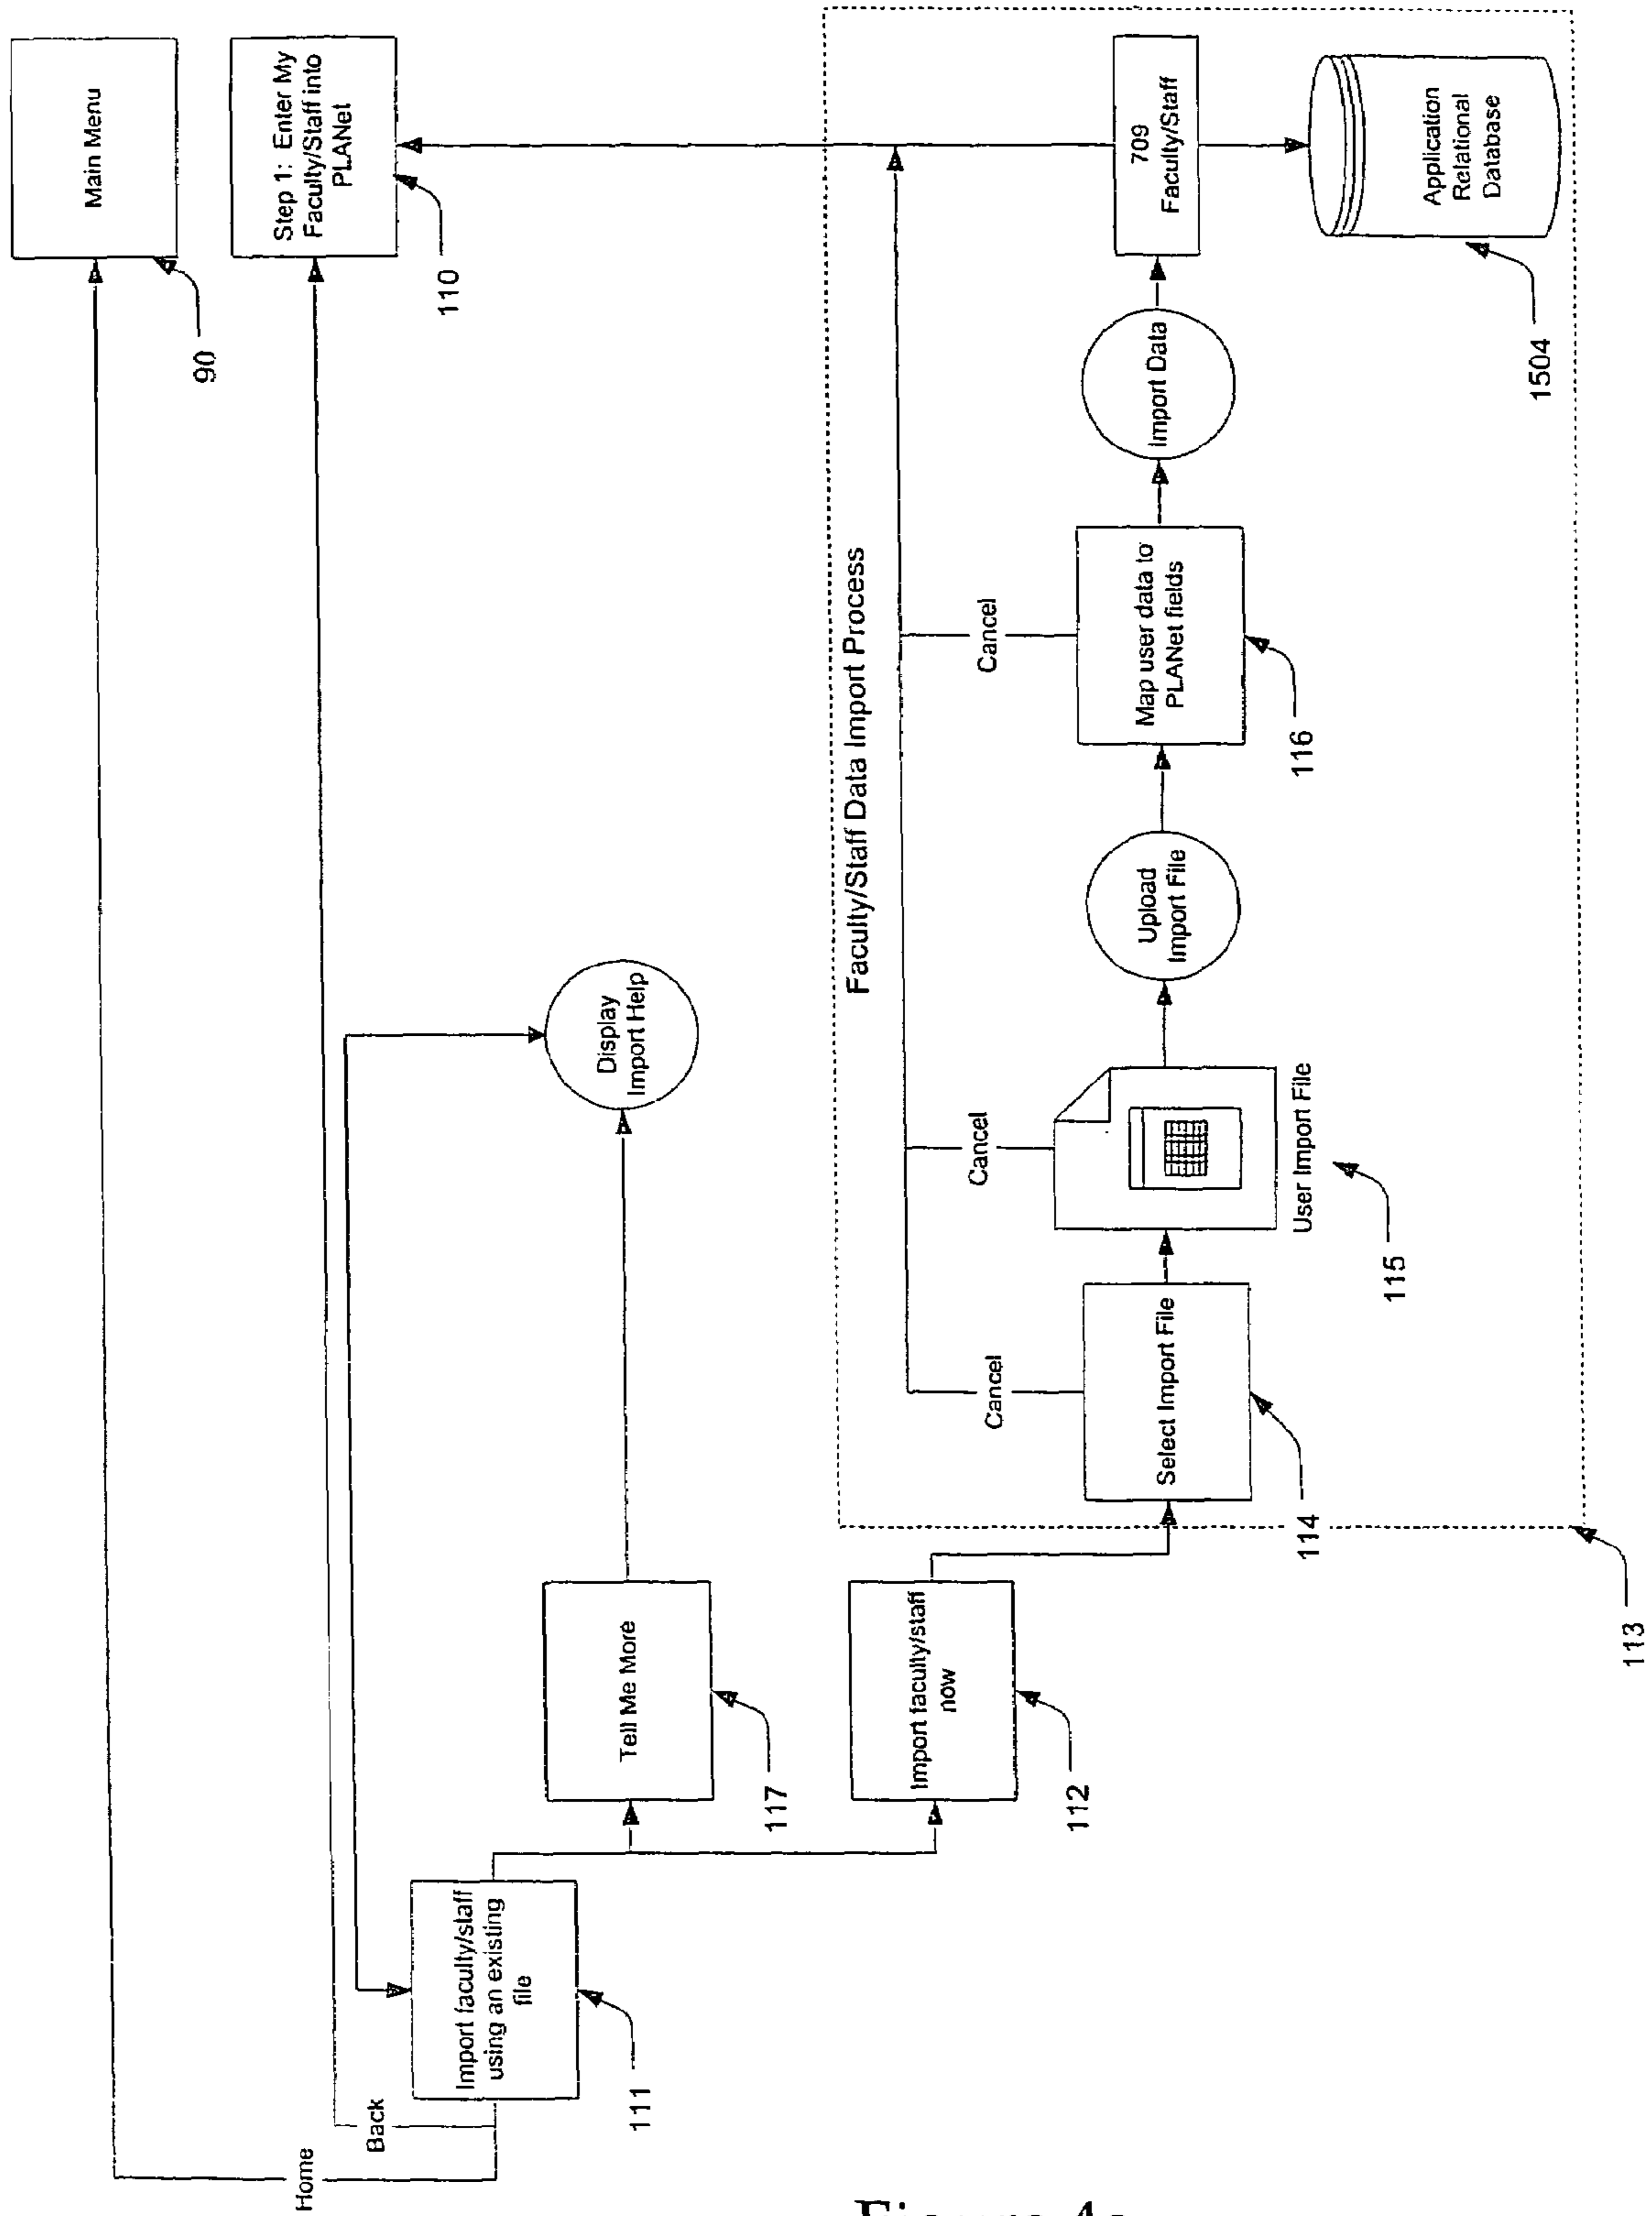 Main Menu
90
Step 1: Enter My
Faculty/Staff into
PLANet
110
Home
Back
Import faculty/staff
using an existing
file
111
Tell Me More
117
Display
Import Help
Import faculty/staff
now
112
Faculty/Staff Data Import Process
113
Cancel
Select Import File
114
Cancel
User Import File
115
Upload
Import File
Cancel
Map user data to
PLANet fields
116
Import Data
709
Faculty/Staff
Application
Relational
Database
1504